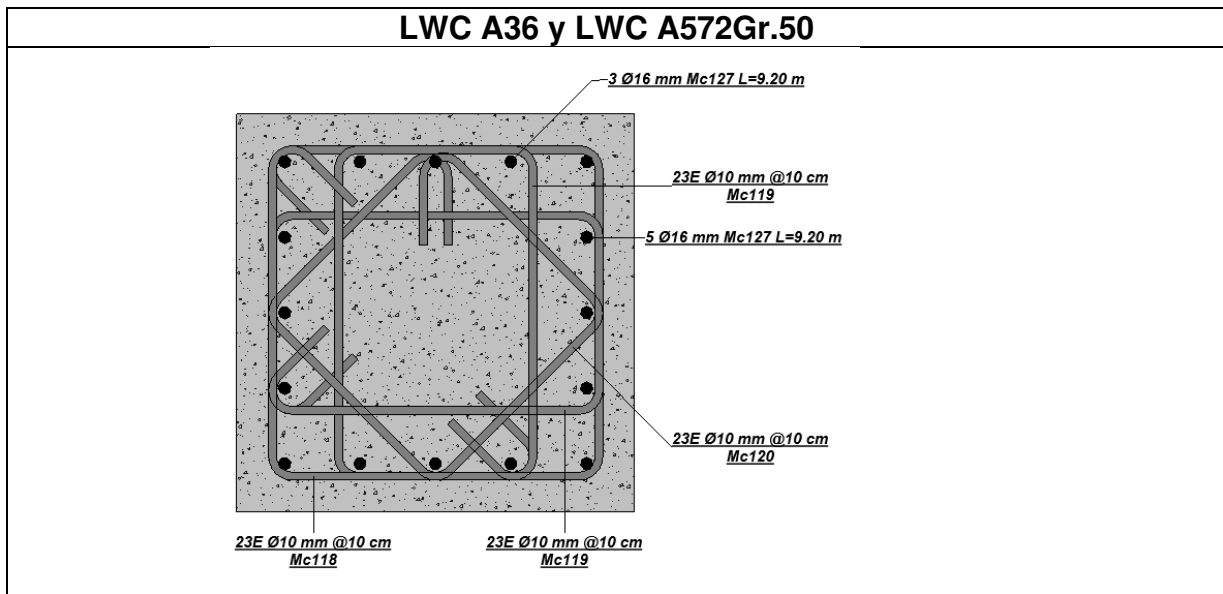 LWC A36 y LWC A572Gr.50
3 Ø16 mm Mc127 L=9.20 m
23E Ø10 mm @10 cm
Mc119
5 Ø16 mm Mc127 L=9.20 m
23E Ø10 mm @10 cm
Mc120
23E Ø10 mm @10 cm
Mc118
23E Ø10 mm @10 cm
Mc119